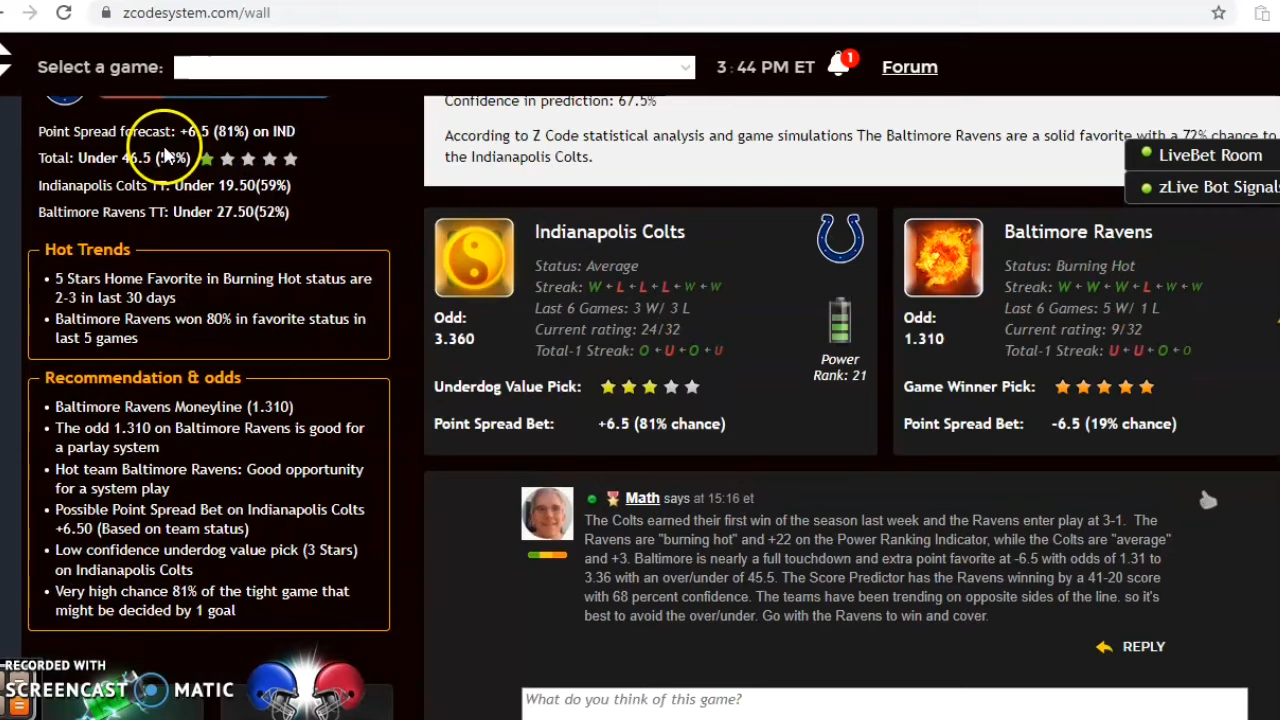 zcodesystem.com/wall
Select a game:
3:44 PM ET
1
Forum
Point Spread forecast: +6.5 (81%) on IND
Total: Under 46.5
Indianapolis Colts TT: Under 19.50(59%)
Baltimore Ravens TT: Under 27.50(52%)
Hot Trends
• 5 Stars Home Favorite in Burning Hot status are
2-3 in last 30 days
• Baltimore Ravens won 80% in favorite status in
last 5 games
Recommendation & odds
• Baltimore Ravens Moneyline (1.310)
• The odd 1.310 on Baltimore Ravens is good for
a parlay system
• Hot team Baltimore Ravens: Good opportunity
for a system play
• Possible Point Spread Bet on Indianapolis Colts
+6.50 (Based on team status)
• Low confidence underdog value pick (3 Stars)
on Indianapolis Colts
• Very high chance 81% of the tight game that
might be decided by 1 goal
RECORDED WITH
SCREENCAST MATIC
Confidence in prediction: 67.5%
According to Z Code statistical analysis and game simulations The Baltimore Ravens are a solid favorite with a 72% chance to
the Indianapolis Colts.
LiveBet Room
zLive Bot Signals
Indianapolis Colts
Status: Average
Streak: W - L - L - L - W - W
Last 6 Games: 3 W/ 3 L
Current rating: 24/32
Total-1 Streak: O - U - O - U
Odd:
3.360
Power
Rank: 21
Underdog Value Pick:
Point Spread Bet: +6.5 (81% chance)
Baltimore Ravens
Status: Burning Hot
Streak: W - W - W - L - W - W
Last 6 Games: 5 W/ 1 L
Current rating: 9/32
Total-1 Streak: U - U - O - O
Odd:
1.310
Game Winner Pick:
Point Spread Bet: -6.5 (19% chance)
Math says at 15:16 et
The Colts earned their first win of the season last week and the Ravens enter play at 3-1. The
Ravens are "burning hot" and +22 on the Power Ranking Indicator, while the Colts are "average"
and +3. Baltimore is nearly a full touchdown and extra point favorite at -6.5 with odds of 1.31 to
3.36 with an over/under of 45.5. The Score Predictor has the Ravens winning by a 41-20 score
with 68 percent confidence. The teams have been trending on opposite sides of the line. so it's
best to avoid the over/under. Go with the Ravens to win and cover.
REPLY
What do you think of this game?